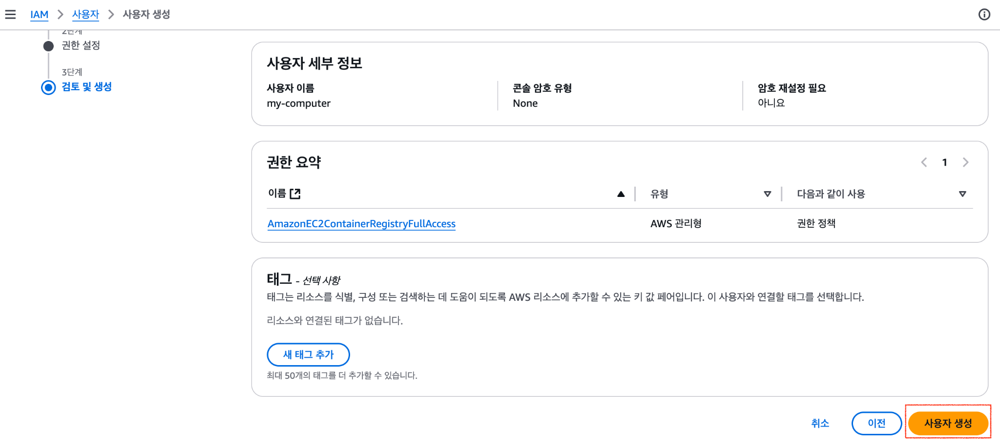 IAM > 사용자 > 사용자 생성
2단계
권한 설정
3단계
검토 및 생성
사용자 세부 정보
사용자 이름
my-computer
콘솔 암호 유형
None
암호 재설정 필요
아니요
권한 요약
1
이름 유형 다음과 같이 사용
AmazonEC2ContainerRegistryFullAccess AWS 관리형 권한 정책
태그 - 선택 사항
태그는 리소스를 식별, 구성 또는 검색하는 데 도움이 되도록 AWS 리소스에 추가할 수 있는 키 값 페어입니다. 이 사용자와 연결할 태그를 선택합니다.
리소스와 연결된 태그가 없습니다.
새 태그 추가
최대 50개의 태그를 더 추가할 수 있습니다.
취소 이전 사용자 생성